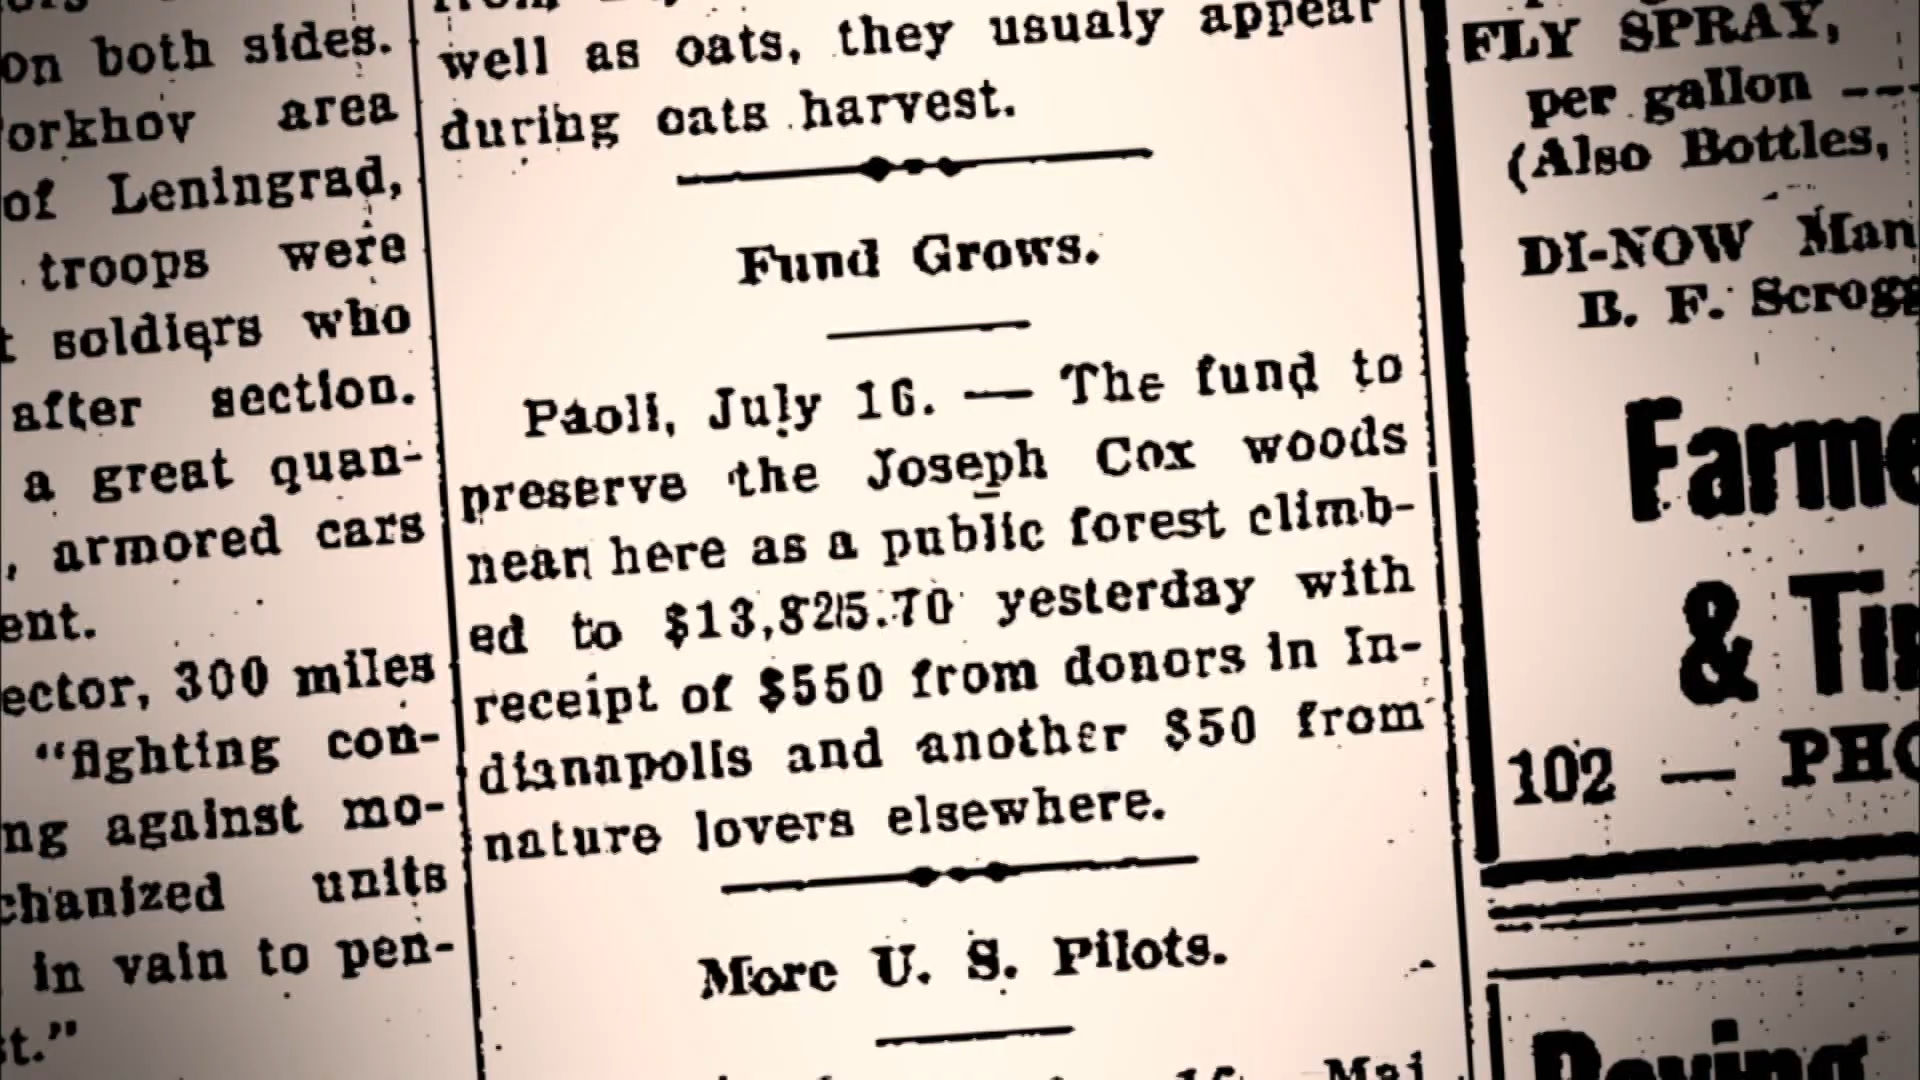 on both sides.
orkhov area
of Leningrad,
troops were
soldiers who
after section.
a great quan-
, armored cars
ent.
ector, 300 miles
"fighting con-
ng against mo-
chanized units
in vain to pen-
st."
well as oats, they usualy appear
during oats harvest.
Fund Grows.
Paoli, July 16. — The fund to
preserve the Joseph Cox woods
near here as a public forest climb-
ed to $13,825.70 yesterday with
receipt of $550 from donors in In-
dianapolis and another $50 from
nature lovers elsewhere.
More U. S. Pilots.
FLY SPRAY,
per gallon ---
(Also Bottles,
DI-NOW Man
B. F. Scrogg
Farme
& Ti
102 — PHO